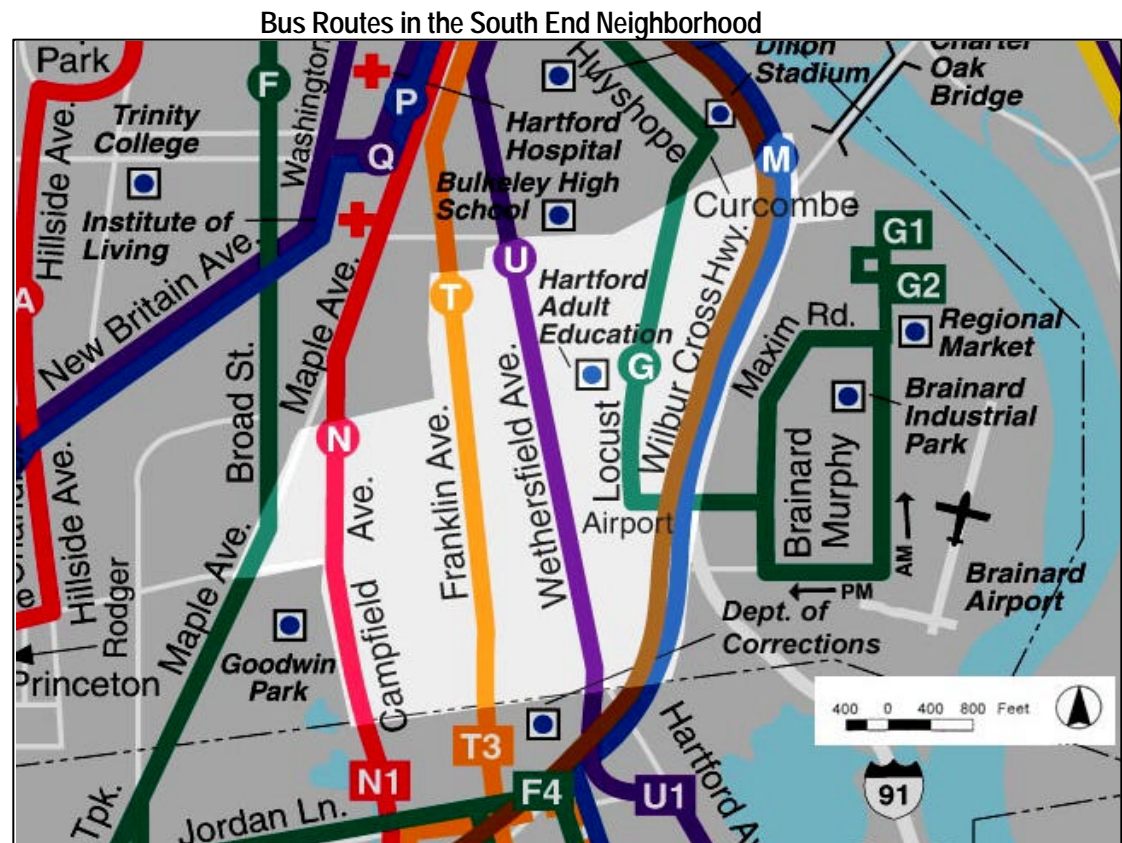 Bus Routes in the South End Neighborhood
Park
Hillside Ave.
Trinity
College
F
Washington
P
Q
Institute of
Living
New Britain Ave.
A
Hartford
Hospital
Bulkeley High
School
Huyshope
Dillon
Stadium
Charter
Oak
Bridge
M
Curcombe
G1
G2
U
T
Hartford
Adult
Education
G
Wilbur Cross Hwy.
Maxim Rd.
Regional
Market
Brainard
Industrial
Park
Broad St.
Maple Ave.
N
Franklin Ave.
Wethersfield Ave.
Locust
Airport
Brainard
Murphy
AM
PM
Brainard
Airport
Hillside Ave.
Rodger
Princeton
Maple Ave.
Campfield Ave.
Goodwin
Park
Dept. of
Corrections
400 0 400 800 Feet
T3
N1
F4
U1
Hartford
91
Tpk.
Jordan Ln.